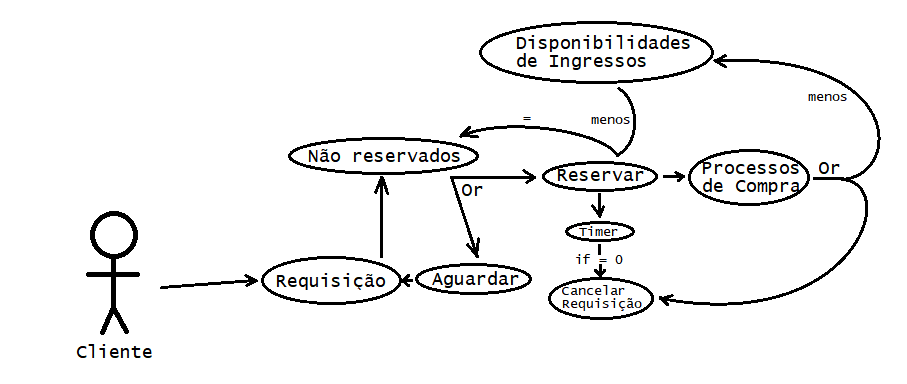 Disponibilidades
de Ingressos
menos
=
menos
Não reservados
Reservar
Processos
de Compra
Or
Or
Timer
if = 0
Requisição
Aguardar
Cancelar
Requisição
Cliente